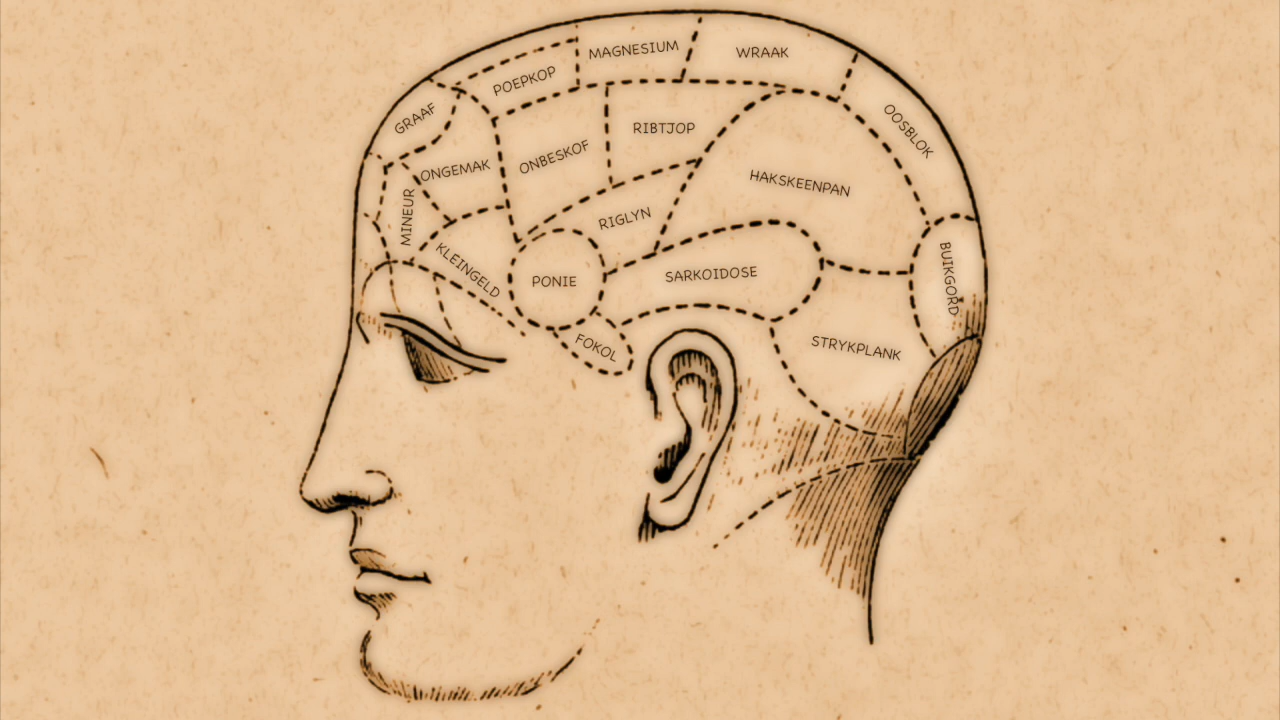 MAGNESIUM
WRAAK
POEPKOP
GRAAF
OOSBLOK
RIBTJOP
ONBESKOF
ONGEMAK
HAKSKEENPAN
MINEUR
RIGLYN
KLEINGELD
PONIE
SARKOIDOSE
BUIKGORD
FOKOL
STRYKPLANK